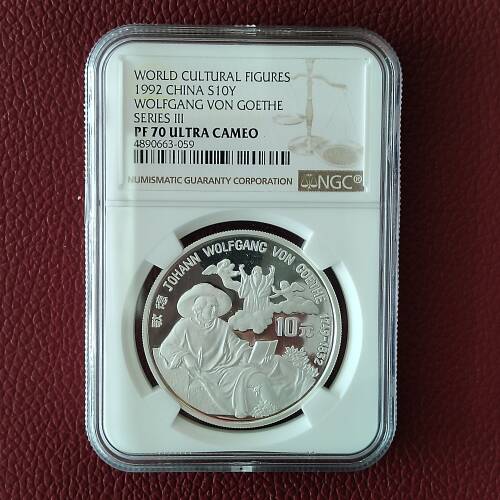 WORLD CULTURAL FIGURES
1992 CHINA S10Y
WOLFGANG VON GOETHE
SERIES III
PF 70 ULTRA CAMEO
4890663-059
NUMISMATIC GUARANTY CORPORATION
NGC®
歌德 JOHANN WOLFGANG VON GOETHE 1749-1832
10元